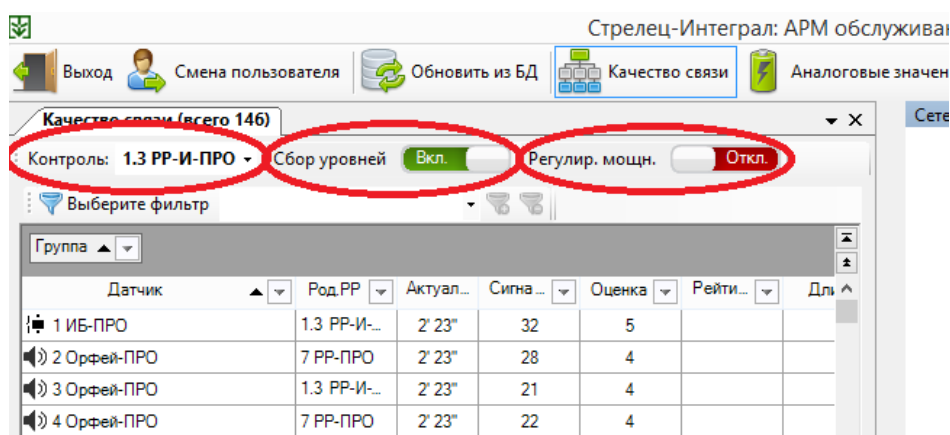 Стрелец-Интеграл: АРМ обслужива
Выход Смена пользователя Обновить из БД Качество связи Аналоговые значен
Качество связи (всего 146) Сете
Контроль: 1.3 РР-И-ПРО Сбор уровней Вкл. Регулир. мощн. Откл.
Выберите фильтр
Группа
Датчик Род.РР Актуал... Сигна... Оценка Рейти... Дли
1 ИБ-ПРО 1.3 РР-И-... 2' 23" 32 5
2 Орфей-ПРО 7 РР-ПРО 2' 23" 28 4
3 Орфей-ПРО 1.3 РР-И-... 2' 23" 21 4
4 Орфей-ПРО 7 РР-ПРО 2' 23" 22 4